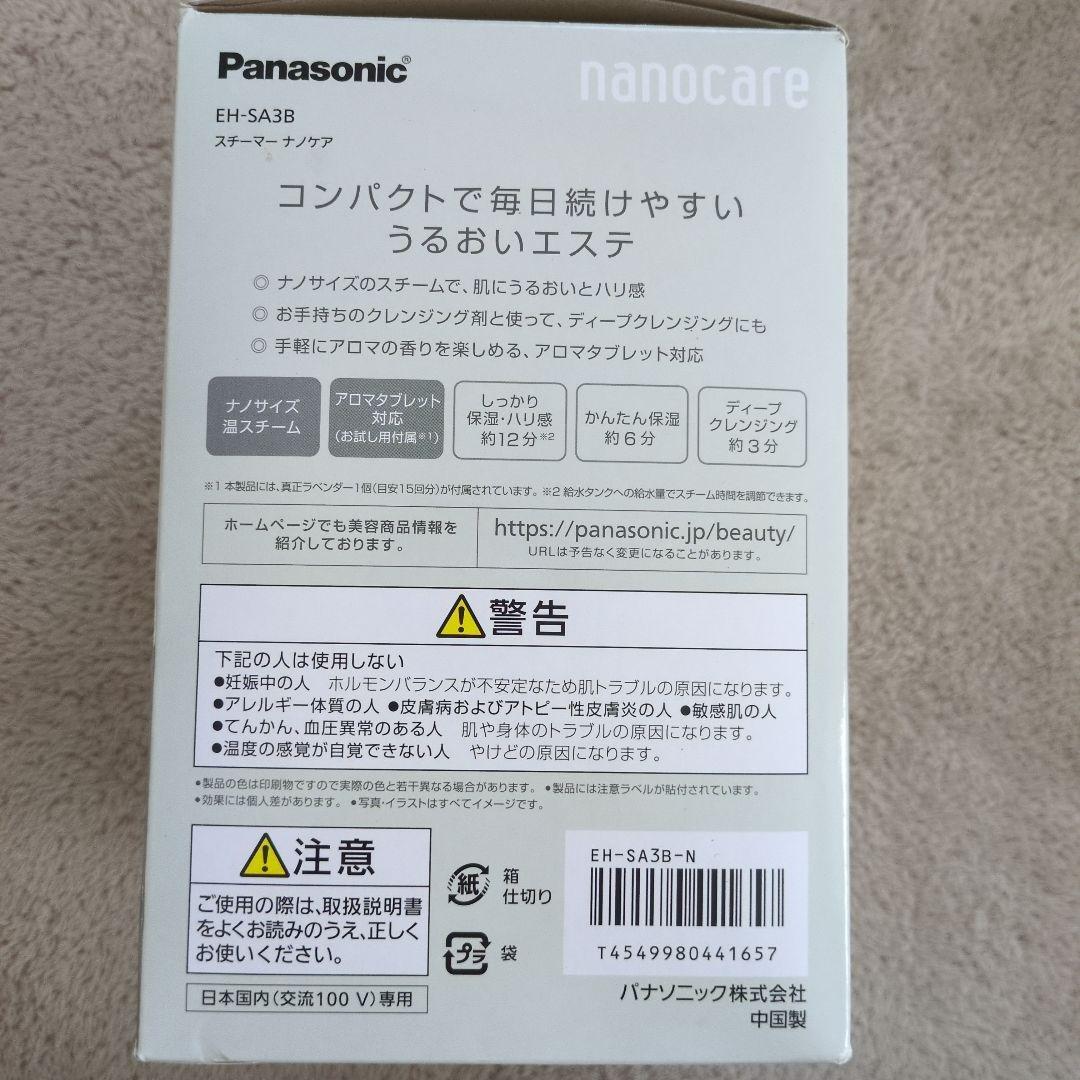 Panasonic®
nanocare
EH-SA3B
スチーマー ナノケア
コンパクトで毎日続けやすい
うるおいエステ
◎ ナノサイズのスチームで、肌にうるおいとハリ感
◎ お手持ちのクレンジング剤と使って、ディープクレンジングにも
◎ 手軽にアロマの香りを楽しめる、アロマタブレット対応
ナノサイズ
温スチーム
アロマタブレット
対応
(お試し用付属※1)
しっかり
保湿・ハリ感
約12分※2
かんたん保湿
約6分
ディープ
クレンジング
約3分
※1 本製品には、真正ラベンダー1個(目安15回分)が付属されています。 ※2 給水タンクへの給水量でスチーム時間を調節できます。
ホームページでも美容商品情報を
紹介しております。
https://panasonic.jp/beauty/
URLは予告なく変更になることがあります。
警告
下記の人は使用しない
●妊娠中の人 ホルモンバランスが不安定なため肌トラブルの原因になります。
●アレルギー体質の人 ●皮膚病およびアトピー性皮膚炎の人 ●敏感肌の人
●てんかん、血圧異常のある人 肌や身体のトラブルの原因になります。
●温度の感覚が自覚できない人 やけどの原因になります。
●製品の色は印刷物ですので実際の色と若干異なる場合があります。 ●製品には注意ラベルが貼付されています。
●効果には個人差があります。 ●写真・イラストはすべてイメージです。
注意
ご使用の際は、取扱説明書
をよくお読みのうえ、正しく
お使いください。
日本国内(交流100 V)専用
紙
箱
仕切り
プラ
袋
EH-SA3B-N
T4549980441657
パナソニック株式会社
中国製